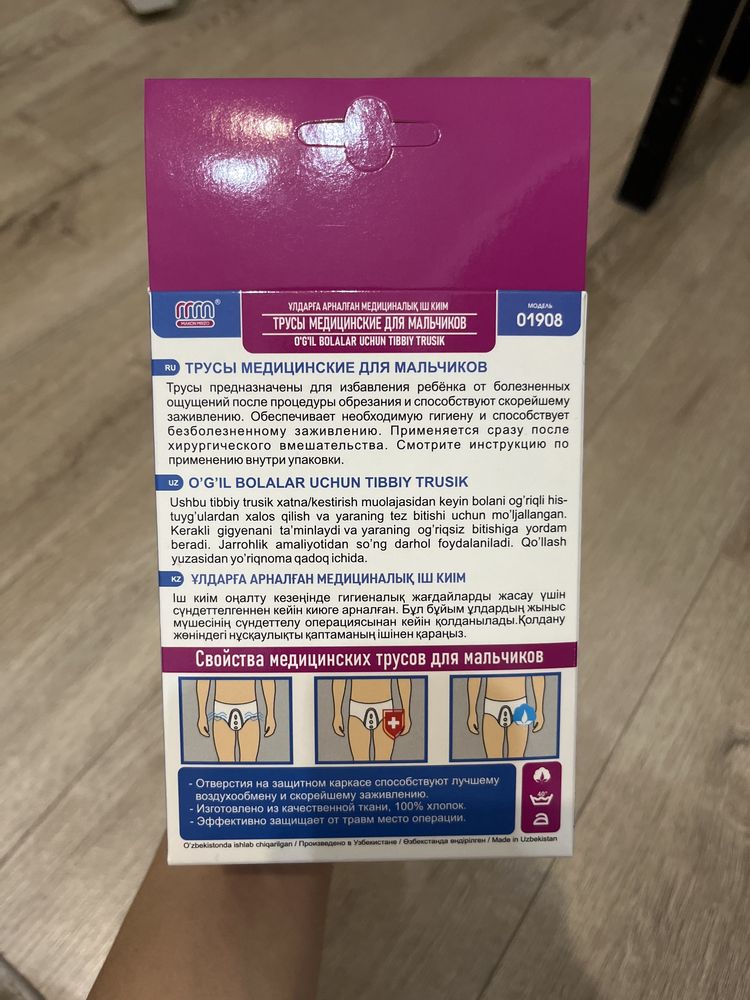 MAKON MIRZO
®
ҰЛДАРҒА АРНАЛҒАН МЕДИЦИНАЛЫҚ ІШ КИІМ
ТРУСЫ МЕДИЦИНСКИЕ ДЛЯ МАЛЬЧИКОВ
O'G'IL BOLALAR UCHUN TIBBIY TRUSIK
МОДЕЛЬ
01908
RU ТРУСЫ МЕДИЦИНСКИЕ ДЛЯ МАЛЬЧИКОВ
Трусы предназначены для избавления ребёнка от болезненных
ощущений после процедуры обрезания и способствуют скорейшему
заживлению. Обеспечивает необходимую гигиену и способствует
безболезненному заживлению. Применяется сразу после
хирургического вмешательства. Смотрите инструкцию по
применению внутри упаковки.
UZ O'G'IL BOLALAR UCHUN TIBBIY TRUSIK
Ushbu tibbiy trusik xatna/kestirish muolajasidan keyin bolani og'riqli his-
tuyg'ulardan xalos qilish va yaraning tez bitishi uchun mo'ljallangan.
Kerakli gigyenani ta'minlaydi va yaraning og'riqsiz bitishiga yordam
beradi. Jarrohlik amaliyotidan so'ng darhol foydalaniladi. Qo'llash
yuzasidan yo'riqnoma qadoq ichida.
KZ ҰЛДАРҒА АРНАЛҒАН МЕДИЦИНАЛЫҚ ІШ КИІМ
Іш киім оңалту кезеңінде гигиеналық жағдайларды жасау үшін
сүндеттелгеннен кейін киюге арналған. Бұл бұйым ұлдардың жыныс
мүшесінің сүндеттелу операциясынан кейін қолданылады.Қолдану
жөніндегі нұсқаулықты қаптаманың ішінен қараңыз.
Свойства медицинских трусов для мальчиков
- Отверстия на защитном каркасе способствуют лучшему
воздухообмену и скорейшему заживлению.
- Изготовлено из качественной ткани, 100% хлопок.
- Эффективно защищает от травм место операции.
40°
O'zbekistonda ishlab chiqarilgan / Произведено в Узбекистане / Өзбекстанда өндірілген / Made in Uzbekistan